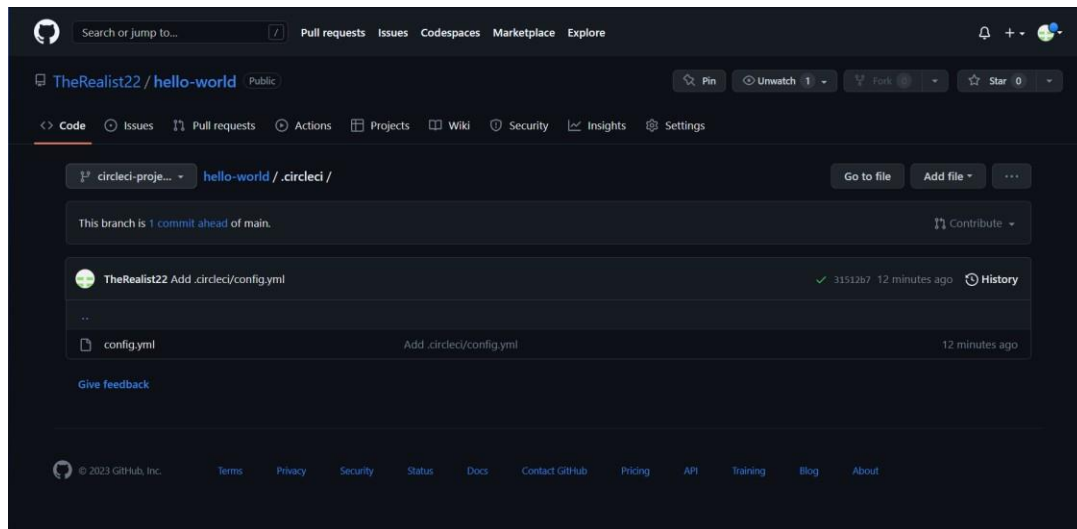 Search or jump to... / Pull requests Issues Codespaces Marketplace Explore
TheRealist22 / hello-world Public Pin Unwatch 1 Fork 0 Star 0
Code Issues Pull requests Actions Projects Wiki Security Insights Settings
circleci-proje... hello-world / .circleci / Go to file Add file ...
This branch is 1 commit ahead of main. Contribute
TheRealist22 Add .circleci/config.yml 31512b7 12 minutes ago History
..
config.yml Add .circleci/config.yml 12 minutes ago
Give feedback
© 2023 GitHub, Inc. Terms Privacy Security Status Docs Contact GitHub Pricing API Training Blog About